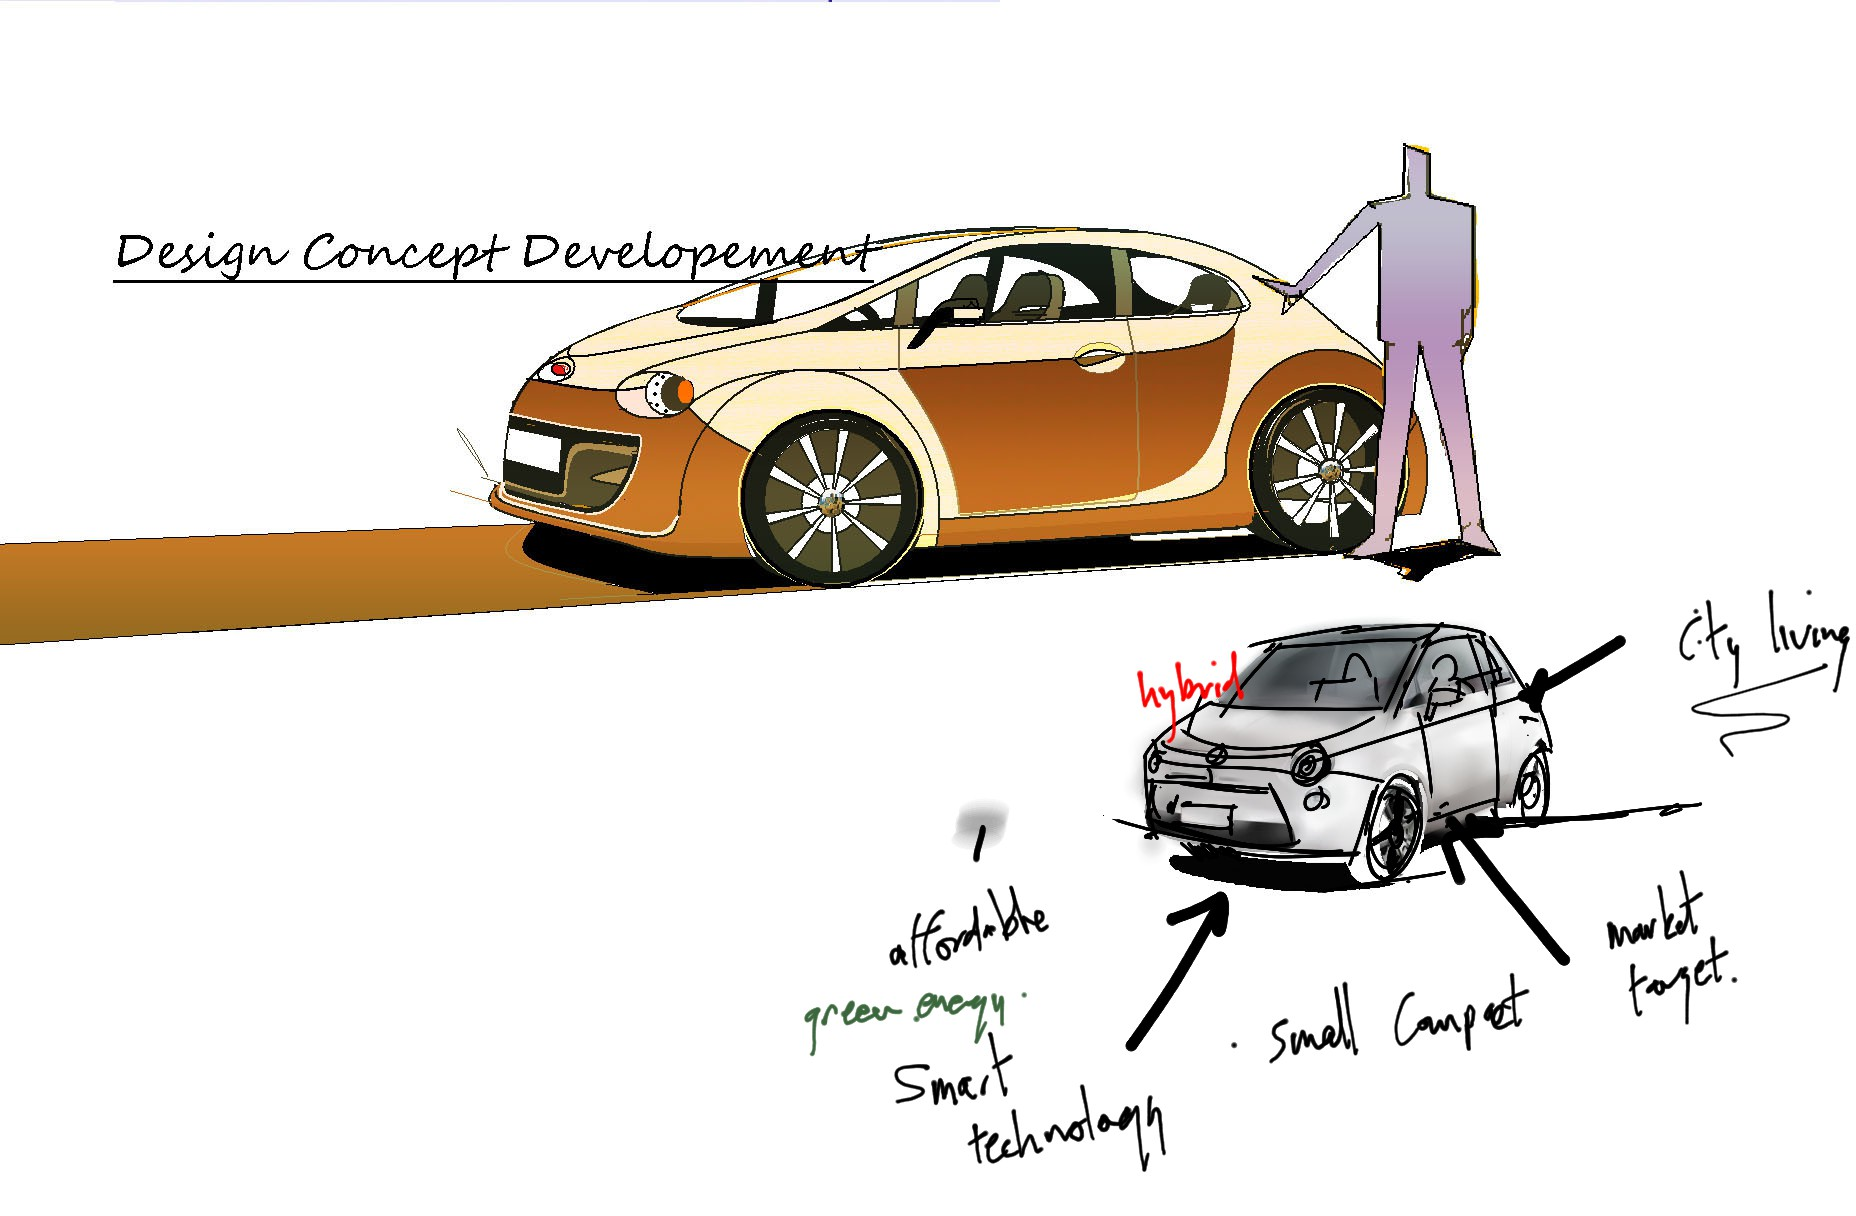 Design Concept Developement
hybrid
City living
affordable
green energy.
Smart
technology
market
target.
. small Compact